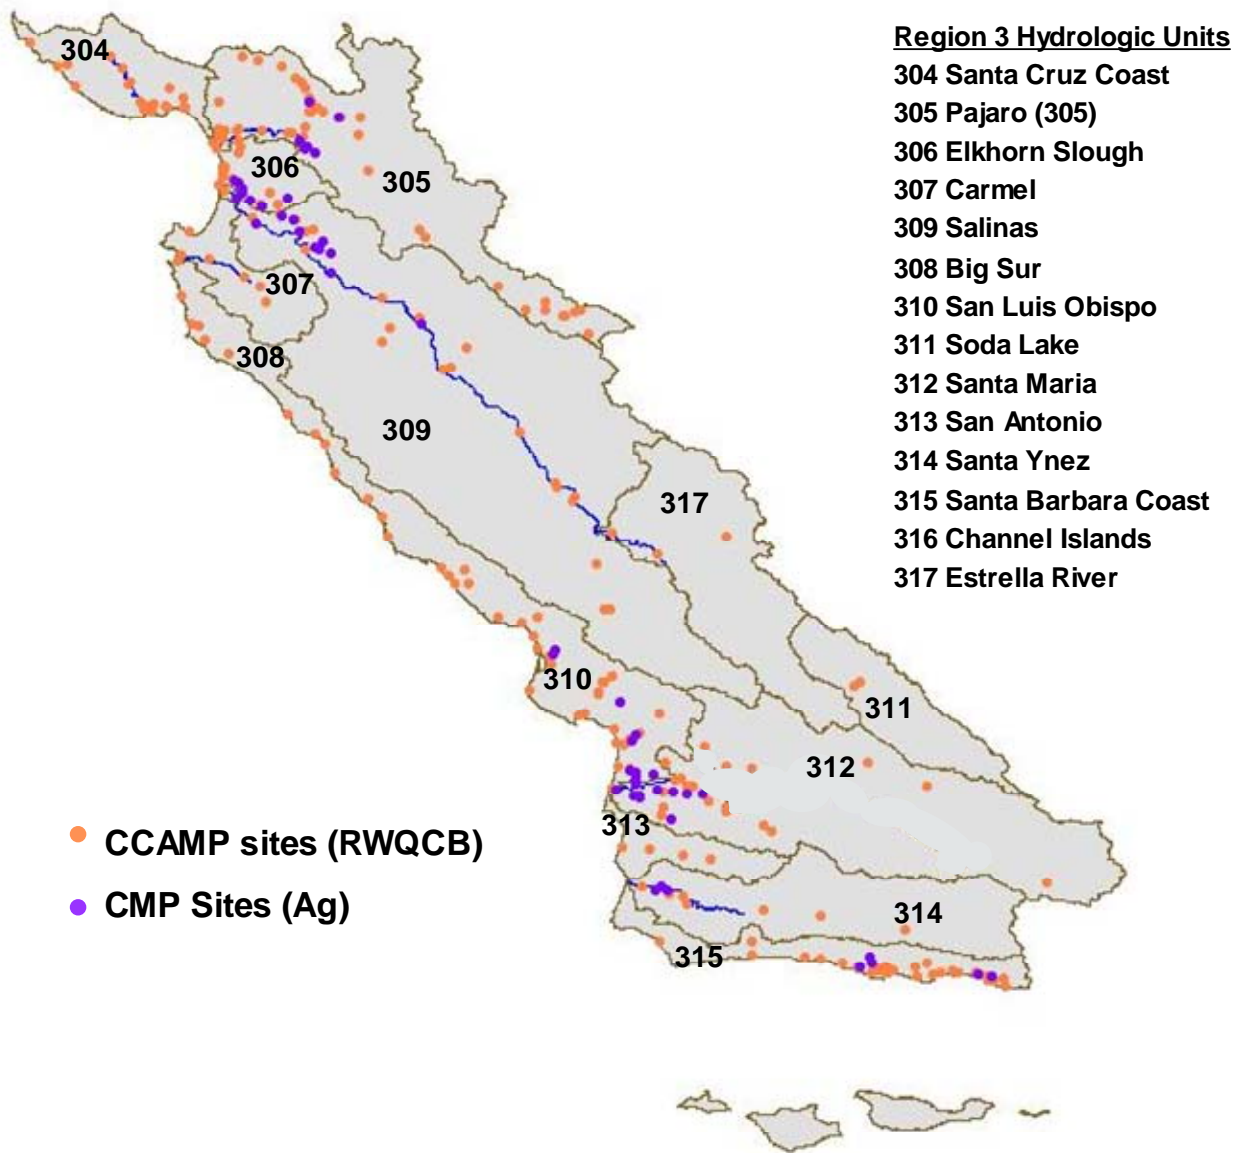 Region 3 Hydrologic Units
304 Santa Cruz Coast
305 Pajaro (305)
306 Elkhorn Slough
307 Carmel
309 Salinas
308 Big Sur
310 San Luis Obispo
311 Soda Lake
312 Santa Maria
313 San Antonio
314 Santa Ynez
315 Santa Barbara Coast
316 Channel Islands
317 Estrella River
304
306
305
307
308
309
317
310
311
312
313
314
315
CCAMP sites (RWQCB)
CMP Sites (Ag)